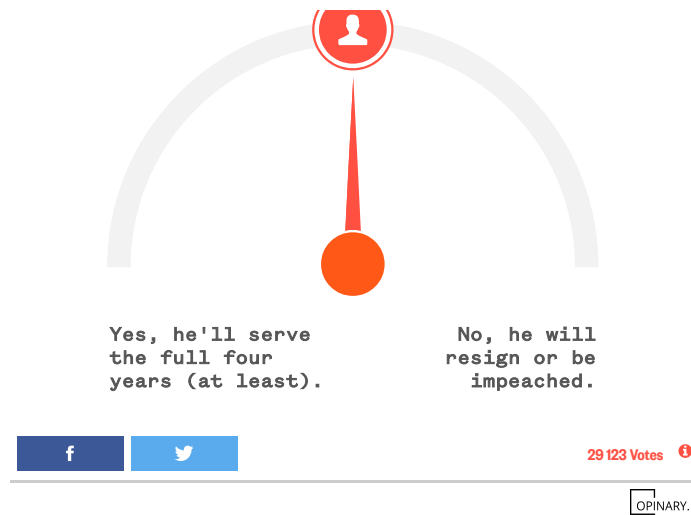 Yes, he'll serve
the full four
years (at least).
No, he will
resign or be
impeached.
29 123 Votes
OPINARY.